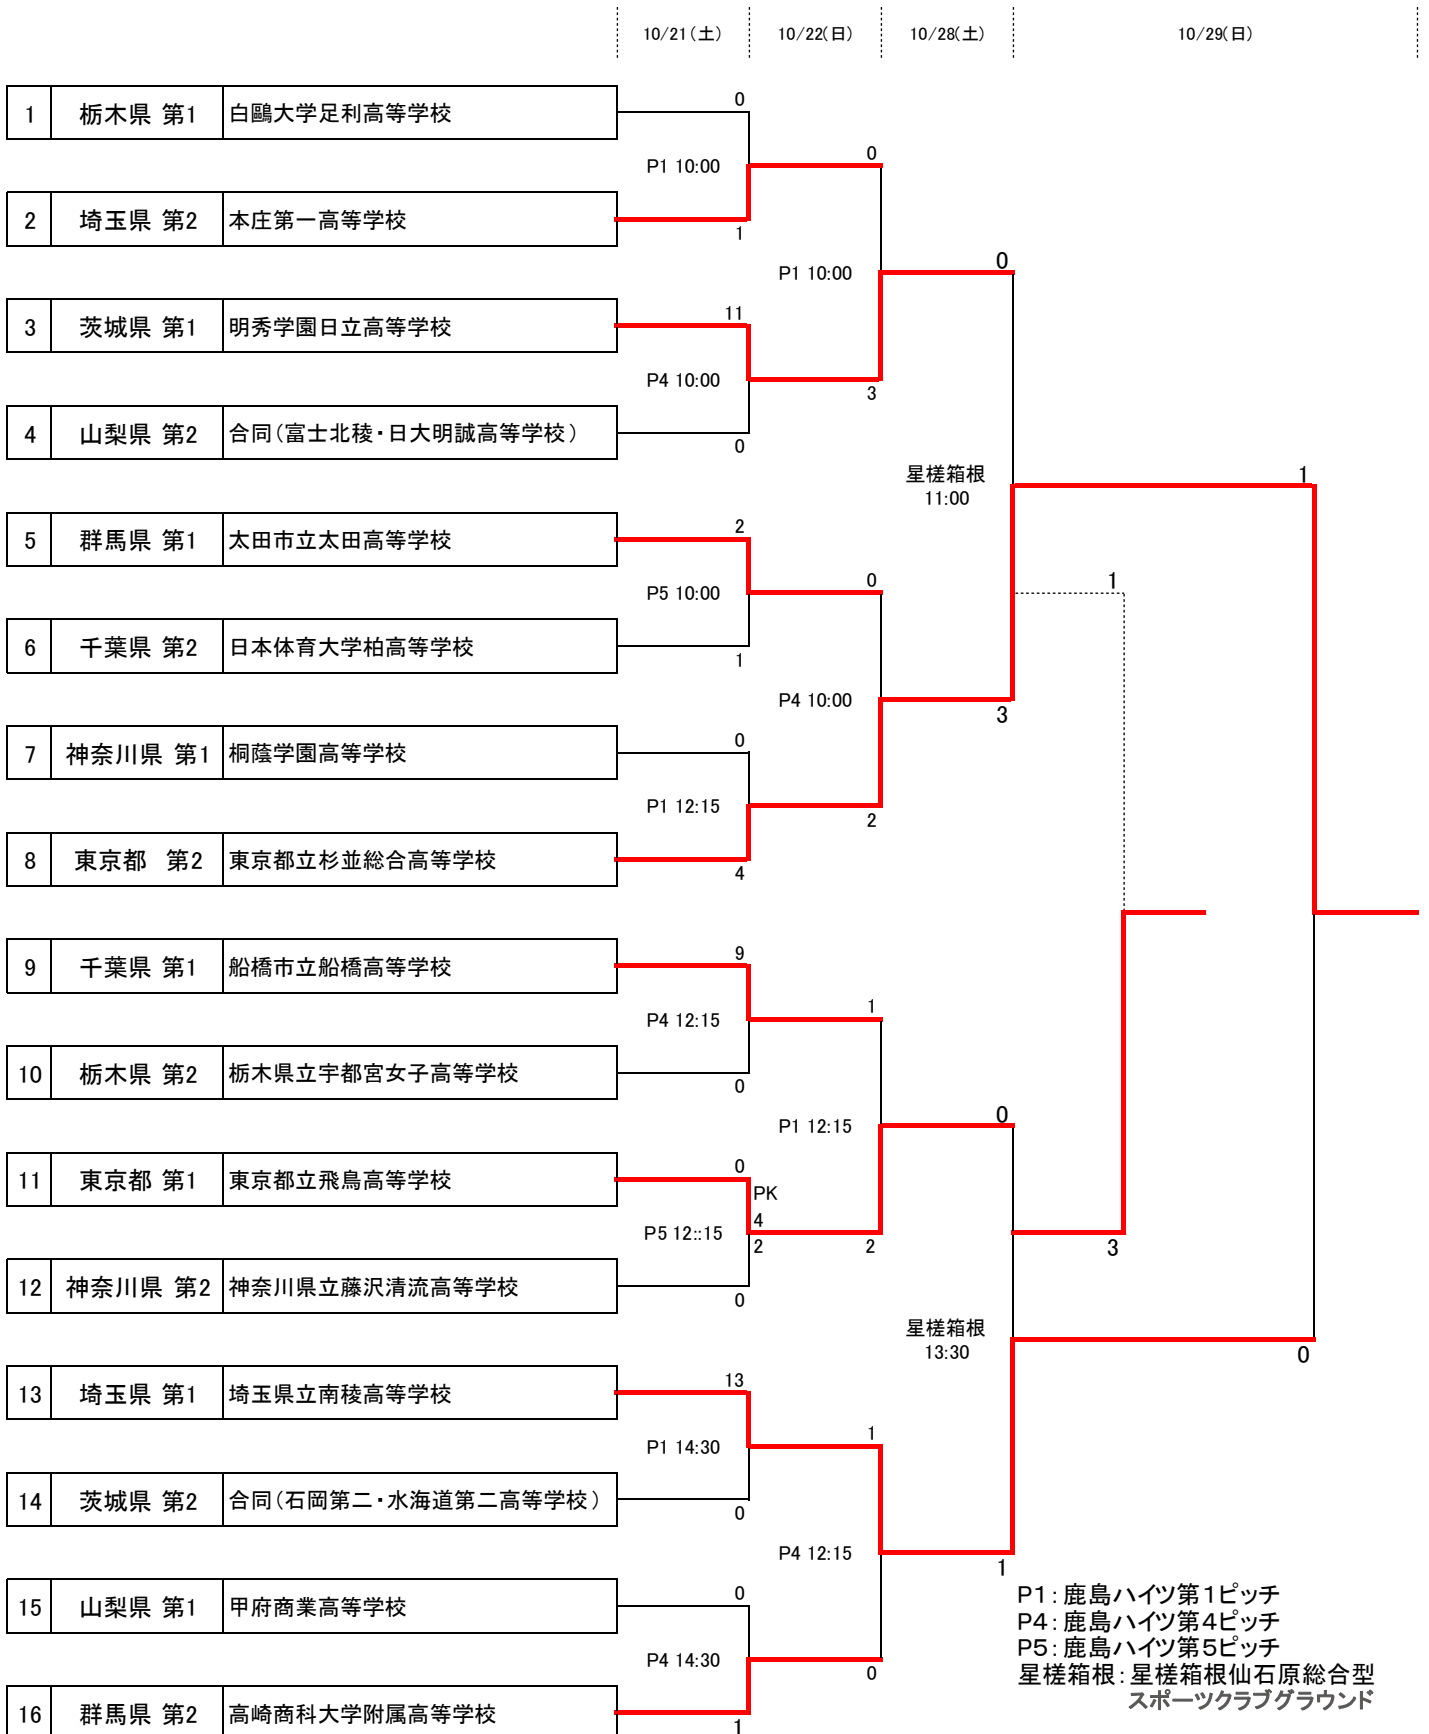 10/21(土) 10/22(日) 10/28(土) 10/29(日)
1 栃木県 第1 白鷗大学足利高等学校 0
P1 10:00 0
2 埼玉県 第2 本庄第一高等学校 1
P1 10:00 0
3 茨城県 第1 明秀学園日立高等学校 11
P4 10:00 3
4 山梨県 第2 合同(富士北稜・日大明誠高等学校) 0
星槎箱根 1
11:00
5 群馬県 第1 太田市立太田高等学校 2
P5 10:00 0 1
6 千葉県 第2 日本体育大学柏高等学校 1
P4 10:00 3
7 神奈川県 第1 桐蔭学園高等学校 0
P1 12:15 2
8 東京都 第2 東京都立杉並総合高等学校 4
9 千葉県 第1 船橋市立船橋高等学校 9
P4 12:15 1
10 栃木県 第2 栃木県立宇都宮女子高等学校 0
P1 12:15 0
11 東京都 第1 東京都立飛鳥高等学校 0
PK
4
P5 12::15 2 2 3
12 神奈川県 第2 神奈川県立藤沢清流高等学校 0
星槎箱根
13:30 0
13 埼玉県 第1 埼玉県立南稜高等学校 13
P1 14:30 1
14 茨城県 第2 合同(石岡第二・水海道第二高等学校) 0
P4 12:15 1
15 山梨県 第1 甲府商業高等学校 0
P4 14:30 0
16 群馬県 第2 高崎商科大学附属高等学校 1
P1:鹿島ハイツ第1ピッチ
P4:鹿島ハイツ第4ピッチ
P5:鹿島ハイツ第5ピッチ
星槎箱根:星槎箱根仙石原総合型
スポーツクラブグラウンド